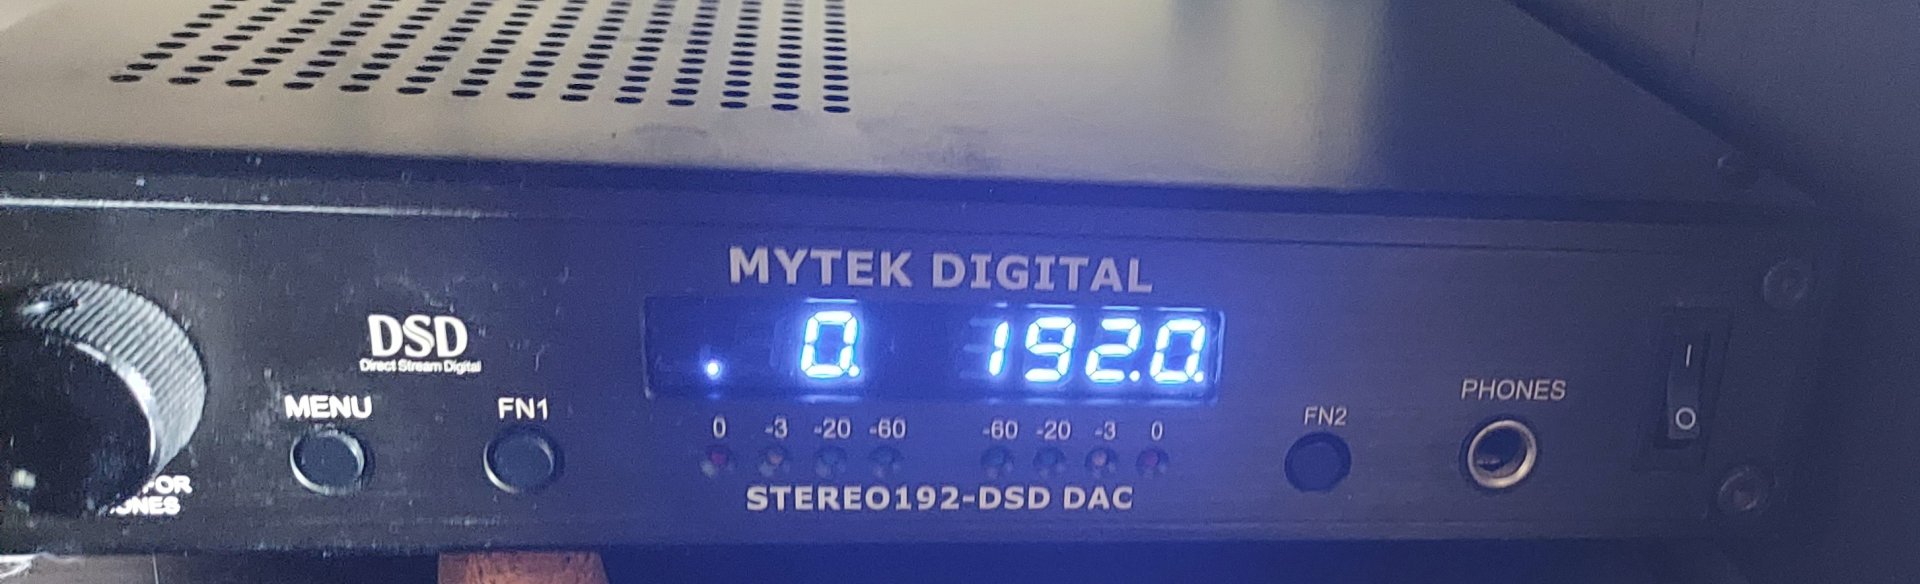 MYTEK DIGITAL
. 0. 192.0.
DSD
Direct Stream Digital
MENU
FN1
0 -3 -20 -60
-60 -20 -3 0
FN2
PHONES
I
O
STEREO192-DSD DAC
FOR